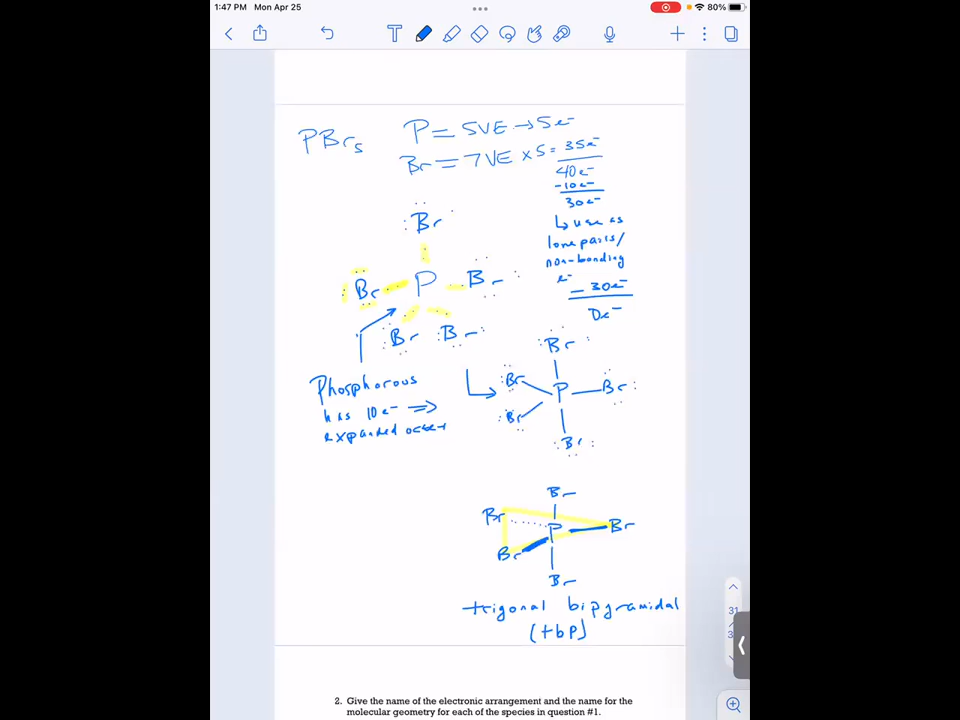 1:47 PM Mon Apr 25
80%
PBr5
P = 5VE → 5e-
Br = 7VE × 5 = 35e-
40e-
-10e-
30e-
↳ use as
lone pairs/
non-bonding
e-
- 30e-
0e-
Br
Br P Br
Br Br
Phosphorous
has 10e- ⇒
expanded octet
Br
Br
P Br
Br
Br
Br
Br
P Br
Br
Br
trigonal bipyramidal
(tbp)
31
2. Give the name of the electronic arrangement and the name for the
molecular geometry for each of the species in question #1.